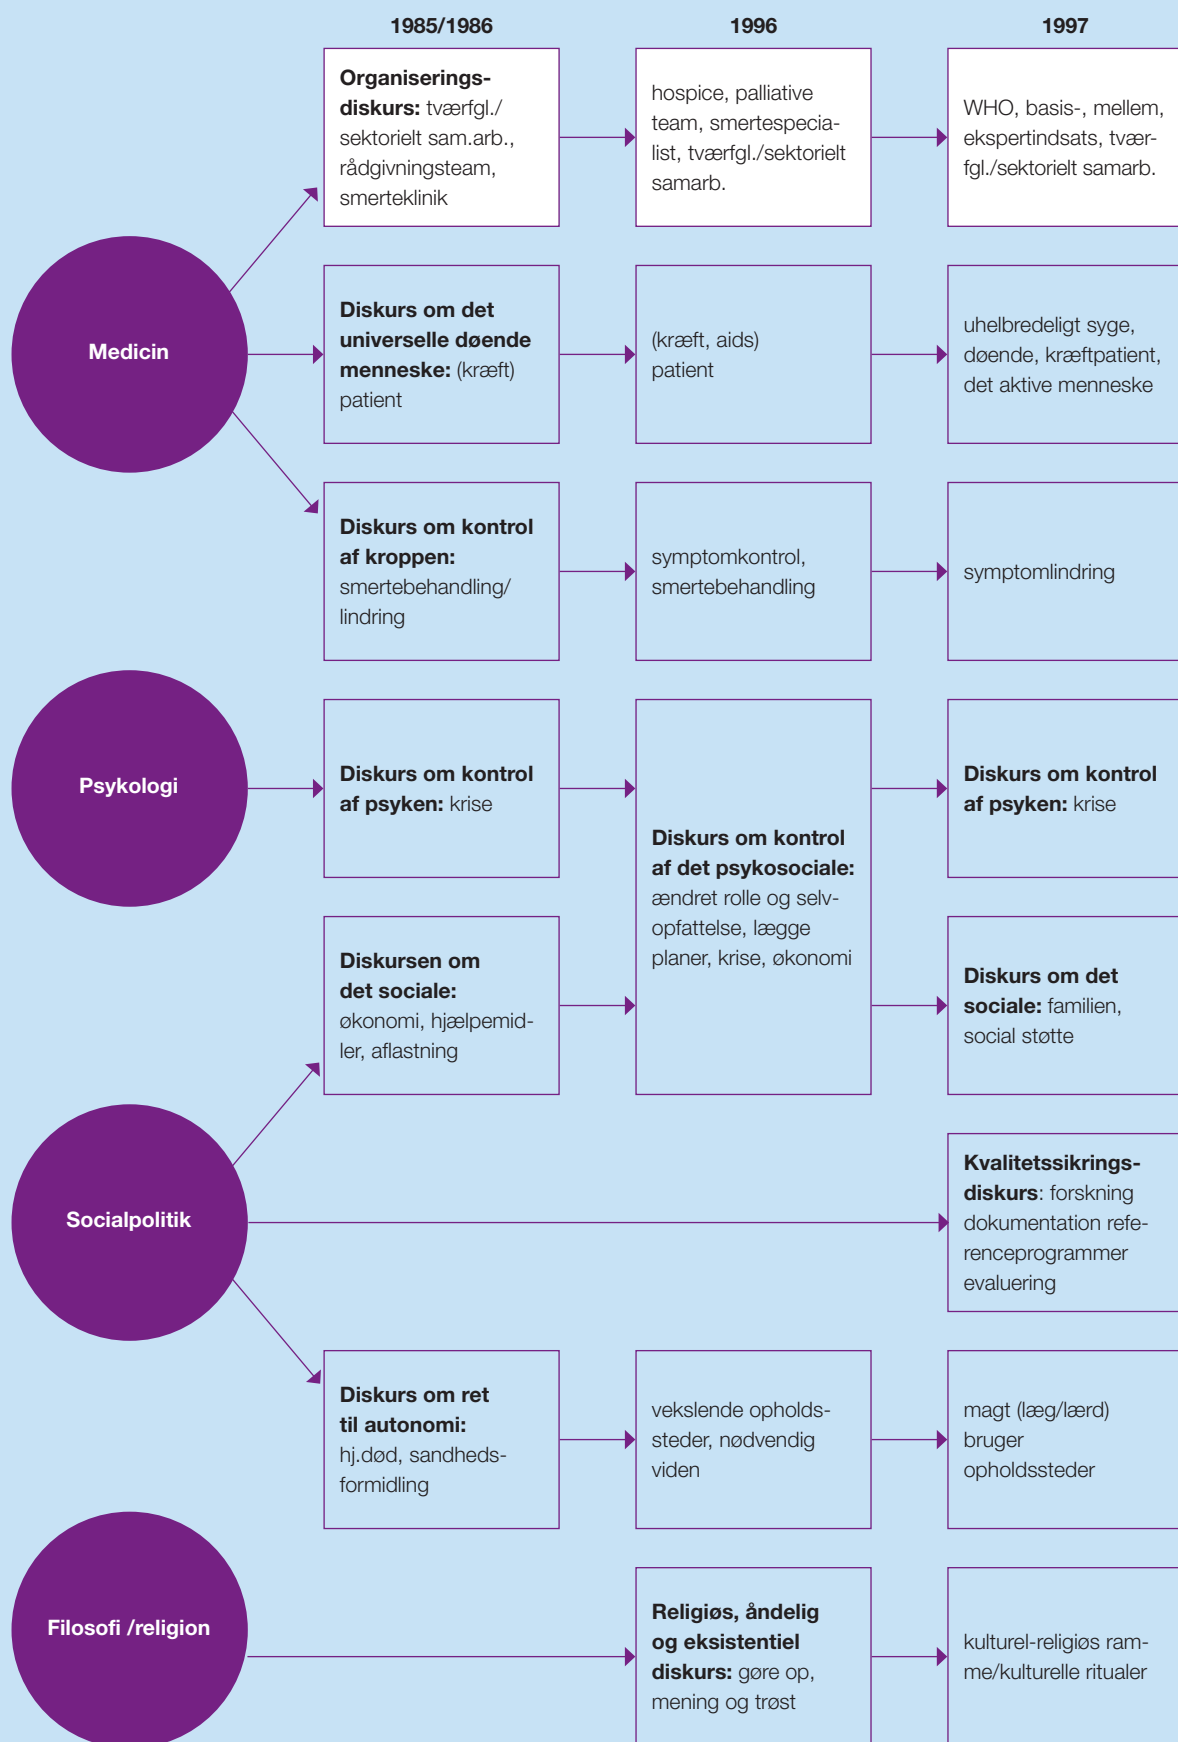 1985/1986
1996
1997
Medicin
Organiserings-
diskurs: tværfgl./
sektorielt sam.arb.,
rådgivningsteam,
smerteklinik
hospice, palliative
team, smertespecia-
list, tværfgl./sektorielt
samarb.
WHO, basis-, mellem,
ekspertindsats, tvær-
fgl./sektorielt samarb.
Diskurs om det
universelle døende
menneske: (kræft)
patient
(kræft, aids)
patient
uhelbredeligt syge,
døende, kræftpatient,
det aktive menneske
Diskurs om kontrol
af kroppen:
smertebehandling/
lindring
symptomkontrol,
smertebehandling
symptomlindring
Psykologi
Diskurs om kontrol
af psyken: krise
Diskurs om kontrol
af det psykosociale:
ændret rolle og selv-
opfattelse, lægge
planer, krise, økonomi
Diskurs om kontrol
af psyken: krise
Socialpolitik
Diskursen om
det sociale:
økonomi, hjælpemid-
ler, aflastning
Diskurs om det
sociale: familien,
social støtte
Kvalitetssikrings-
diskurs: forskning
dokumentation refe-
renceprogrammer
evaluering
Diskurs om ret
til autonomi:
hj.død, sandheds-
formidling
vekslende opholds-
steder, nødvendig
viden
magt (læg/lærd)
bruger
opholdssteder
Filosofi /religion
Religiøs, åndelig
og eksistentiel
diskurs: gøre op,
mening og trøst
kulturel-religiøs ram-
me/kulturelle ritualer